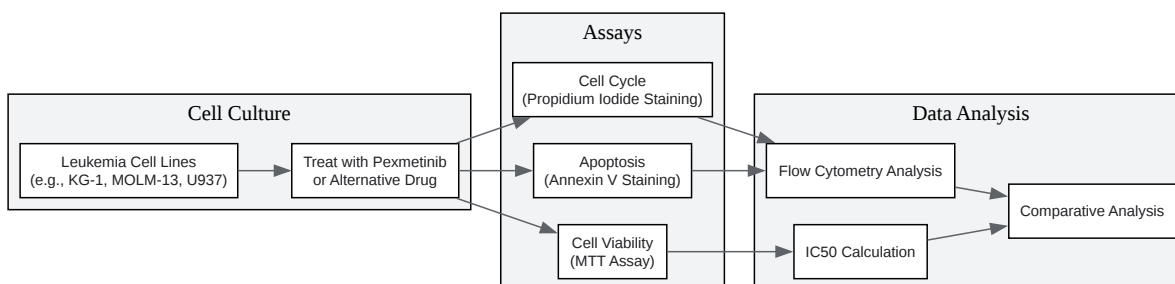 Cell Culture
Leukemia Cell Lines
(e.g., KG-1, MOLM-13, U937)
Treat with Pexmetinib
or Alternative Drug
Assays
Cell Cycle
(Propidium Iodide Staining)
Apoptosis
(Annexin V Staining)
Cell Viability
(MTT Assay)
Data Analysis
Flow Cytometry Analysis
IC50 Calculation
Comparative Analysis